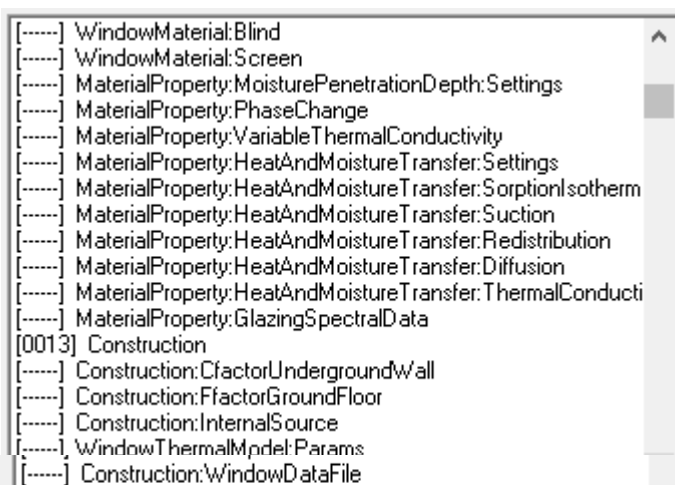 [------] WindowMaterial:Blind
[------] WindowMaterial:Screen
[------] MaterialProperty:MoisturePenetrationDepth:Settings
[------] MaterialProperty:PhaseChange
[------] MaterialProperty:VariableThermalConductivity
[------] MaterialProperty:HeatAndMoistureTransfer:Settings
[------] MaterialProperty:HeatAndMoistureTransfer:SorptionIsotherm
[------] MaterialProperty:HeatAndMoistureTransfer:Suction
[------] MaterialProperty:HeatAndMoistureTransfer:Redistribution
[------] MaterialProperty:HeatAndMoistureTransfer:Diffusion
[------] MaterialProperty:HeatAndMoistureTransfer:ThermalConducti
[------] MaterialProperty:GlazingSpectralData
[0013] Construction
[------] Construction:CfactorUndergroundWall
[------] Construction:FfactorGroundFloor
[------] Construction:InternalSource
[------] WindowThermalModel:Params
[------] Construction:WindowDataFile